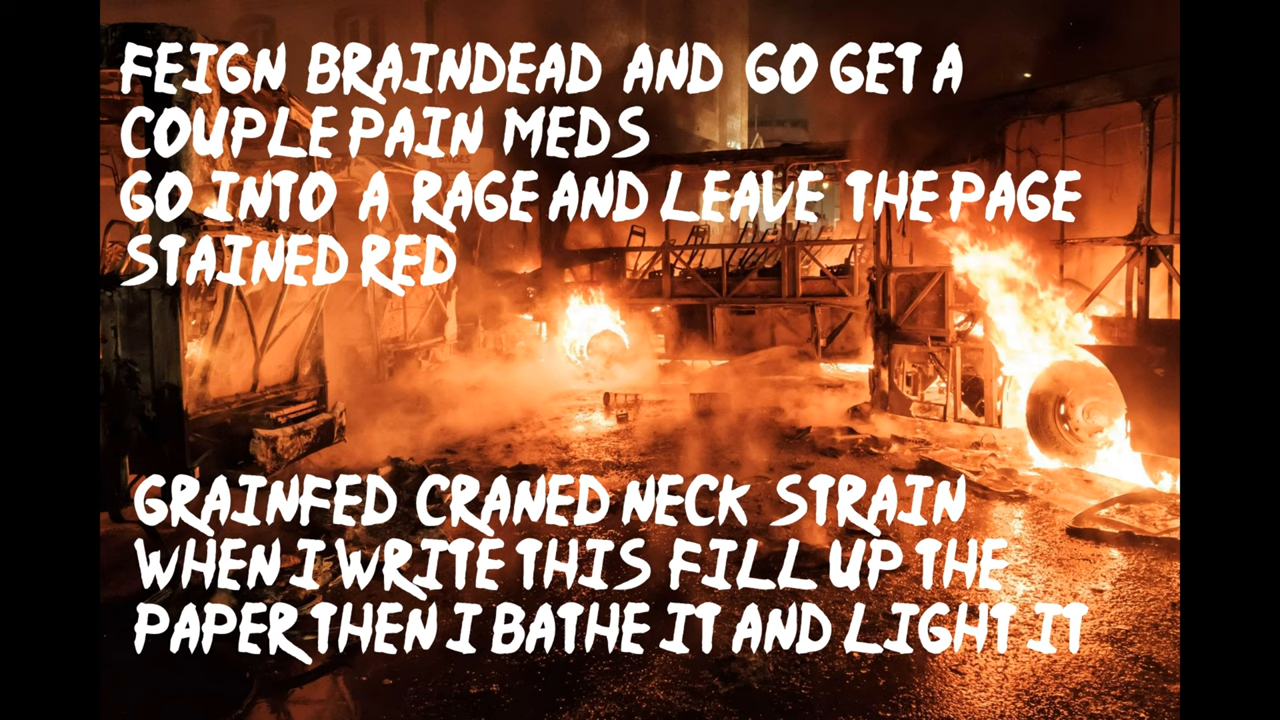 FEIGN BRAINDEAD AND GO GET A
COUPLE PAIN MEDS
GO INTO A RAGE AND LEAVE THE PAGE
STAINED RED
GRAINFED CRANED NECK STRAIN
WHEN I WRITE THIS FILL UP THE
PAPER THEN I BATHE IT AND LIGHT IT